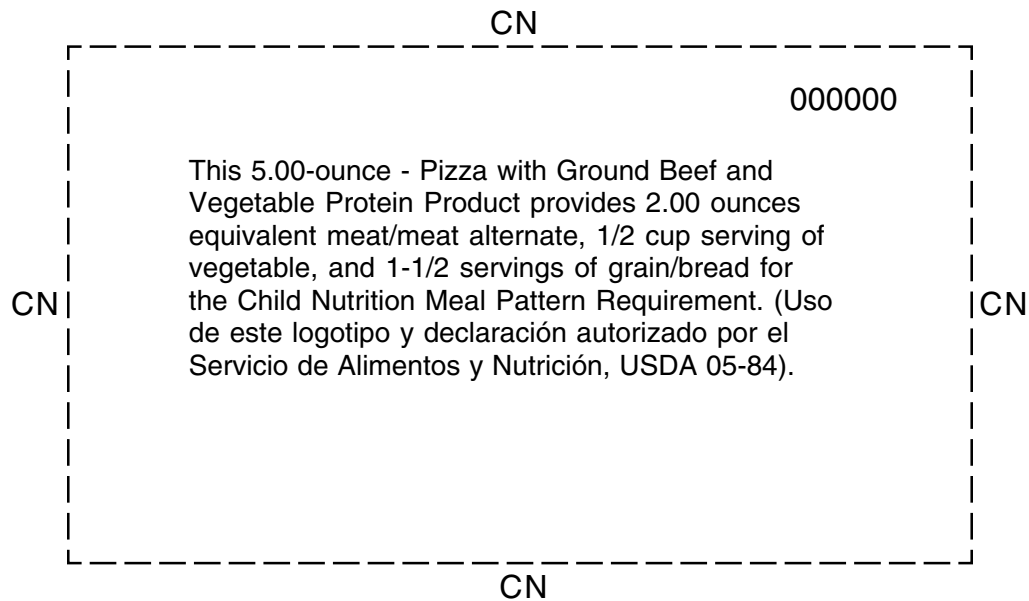 CN
000000
This 5.00-ounce - Pizza with Ground Beef and
Vegetable Protein Product provides 2.00 ounces
equivalent meat/meat alternate, 1/2 cup serving of
vegetable, and 1-1/2 servings of grain/bread for
the Child Nutrition Meal Pattern Requirement. (Uso
de este logotipo y declaración autorizado por el
Servicio de Alimentos y Nutrición, USDA 05-84).
CN
CN
CN